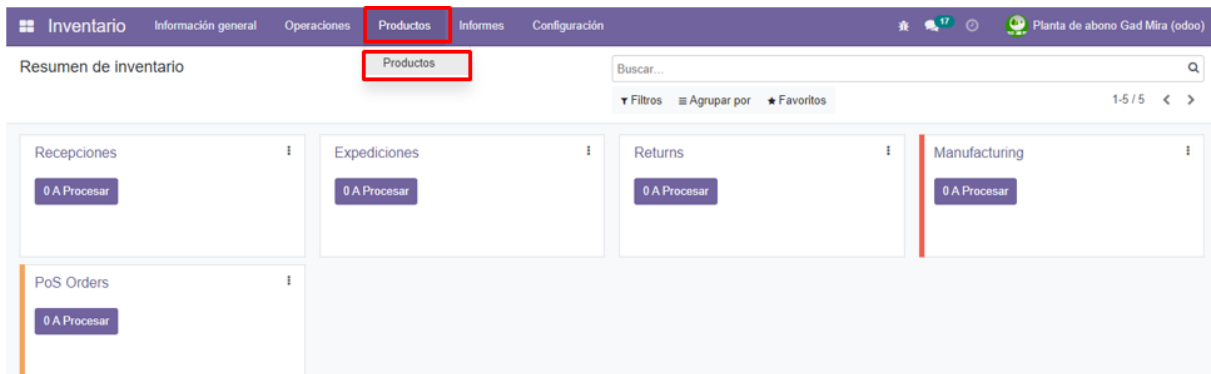 Inventario Información general Operaciones Productos Informes Configuración 17 Planta de abono Gad Mira (odoo)
Resumen de inventario Productos Buscar...
Filtros Agrupar por Favoritos 1-5 / 5
Recepciones Expediciones Returns Manufacturing
0 A Procesar 0 A Procesar 0 A Procesar 0 A Procesar
PoS Orders
0 A Procesar